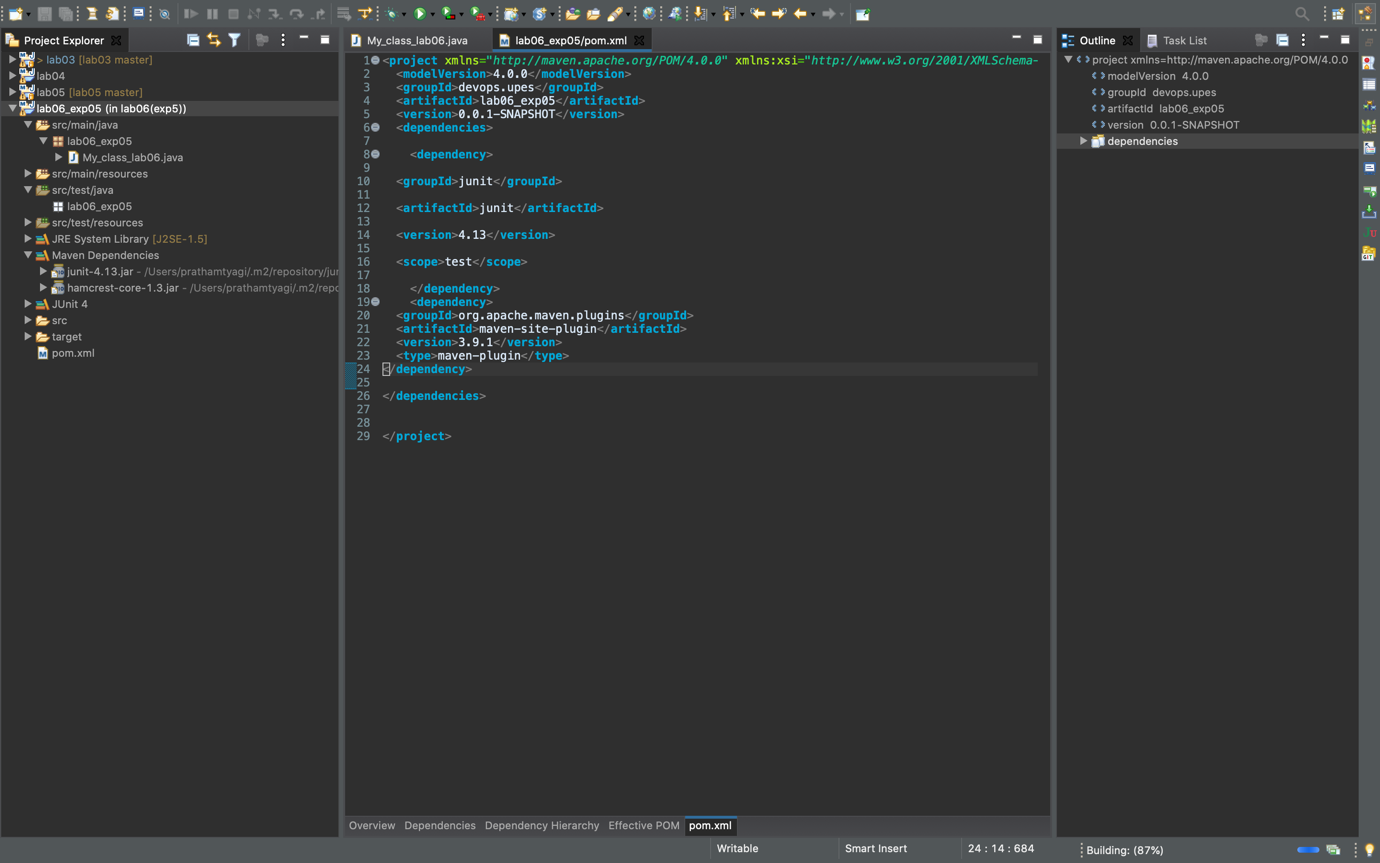 Project Explorer
> lab03 [lab03 master]
lab04
lab05 [lab05 master]
lab06_exp05 (in lab06(exp5))
src/main/java
lab06_exp05
My_class_lab06.java
src/main/resources
src/test/java
lab06_exp05
src/test/resources
JRE System Library [J2SE-1.5]
Maven Dependencies
junit-4.13.jar - /Users/prathamtyagi/.m2/repository/jun
hamcrest-core-1.3.jar - /Users/prathamtyagi/.m2/repo
JUnit 4
src
target
pom.xml
My_class_lab06.java
lab06_exp05/pom.xml
1 <project xmlns="http://maven.apache.org/POM/4.0.0" xmlns:xsi="http://www.w3.org/2001/XMLSchema-
2 <modelVersion>4.0.0</modelVersion>
3 <groupId>devops.upes</groupId>
4 <artifactId>lab06_exp05</artifactId>
5 <version>0.0.1-SNAPSHOT</version>
6 <dependencies>
7
8 <dependency>
9
10 <groupId>junit</groupId>
11
12 <artifactId>junit</artifactId>
13
14 <version>4.13</version>
15
16 <scope>test</scope>
17
18 </dependency>
19 <dependency>
20 <groupId>org.apache.maven.plugins</groupId>
21 <artifactId>maven-site-plugin</artifactId>
22 <version>3.9.1</version>
23 <type>maven-plugin</type>
24 </dependency>
25
26 </dependencies>
27
28
29 </project>
Overview Dependencies Dependency Hierarchy Effective POM pom.xml
Outline
Task List
project xmlns=http://maven.apache.org/POM/4.0.0
modelVersion 4.0.0
groupId devops.upes
artifactId lab06_exp05
version 0.0.1-SNAPSHOT
dependencies
Writable
Smart Insert
24 : 14 : 684
Building: (87%)